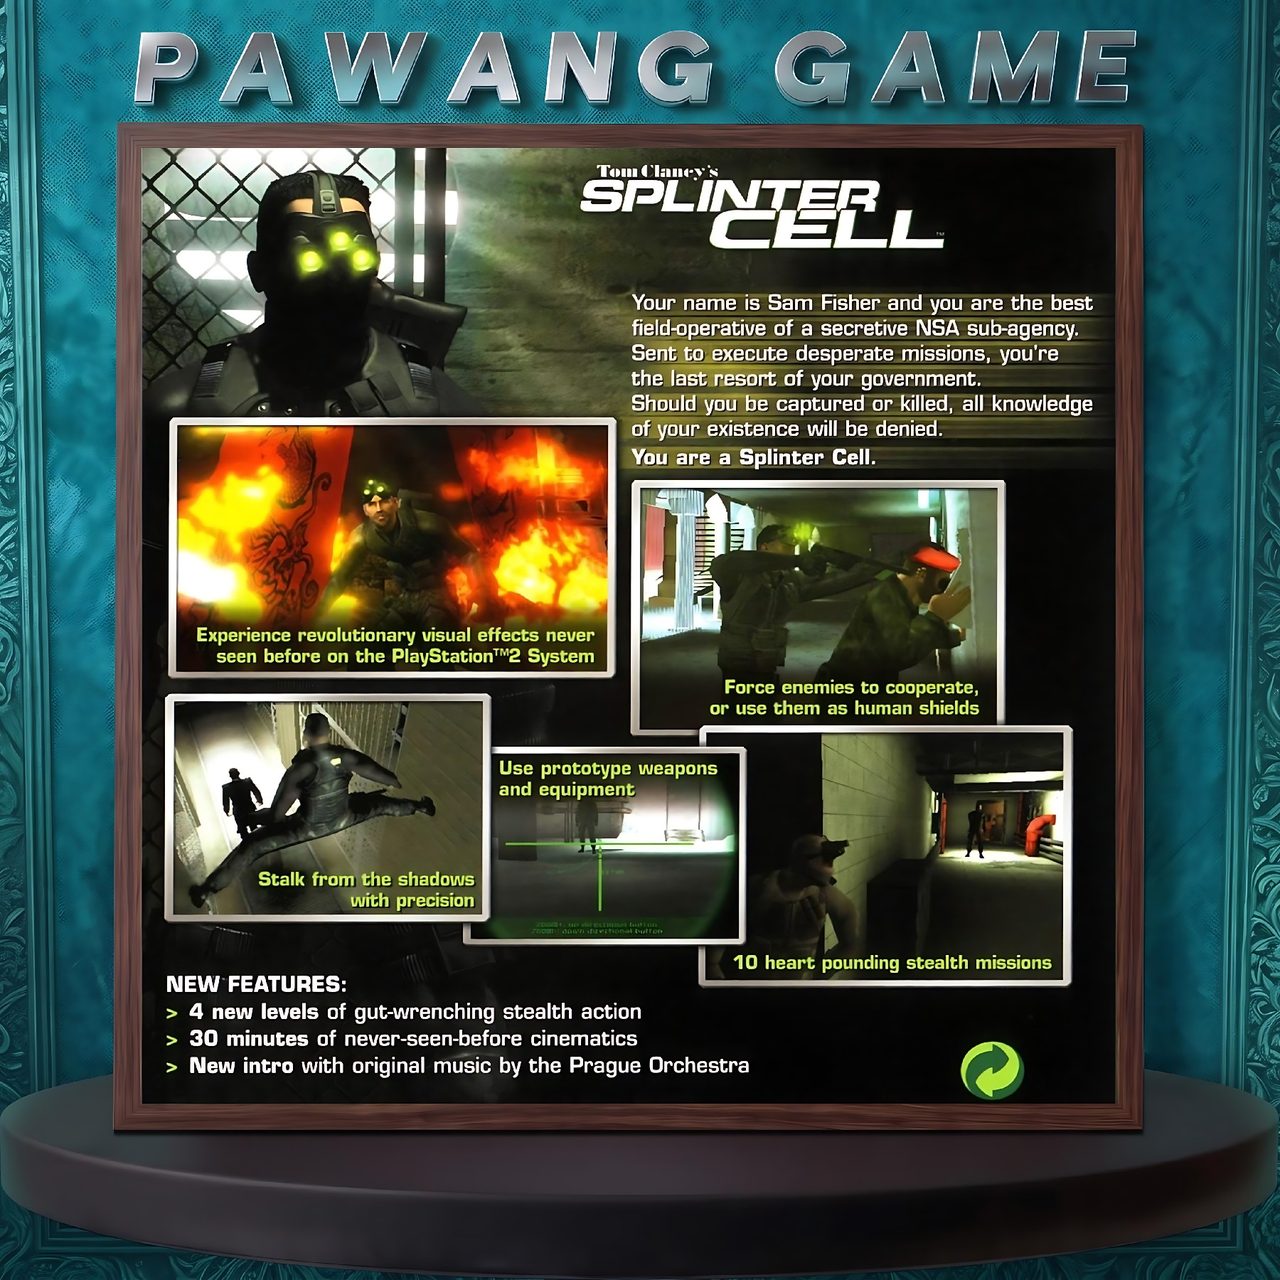 PAWANG GAME
Tom Clancy's
SPLINTER
CELL™
Your name is Sam Fisher and you are the best
field-operative of a secretive NSA sub-agency.
Sent to execute desperate missions, you're
the last resort of your government.
Should you be captured or killed, all knowledge
of your existence will be denied.
You are a Splinter Cell.
Experience revolutionary visual effects never
seen before on the PlayStation™2 System
Force enemies to cooperate,
or use them as human shields
Stalk from the shadows
with precision
Use prototype weapons
and equipment
10 heart pounding stealth missions
NEW FEATURES:
> 4 new levels of gut-wrenching stealth action
> 30 minutes of never-seen-before cinematics
> New intro with original music by the Prague Orchestra